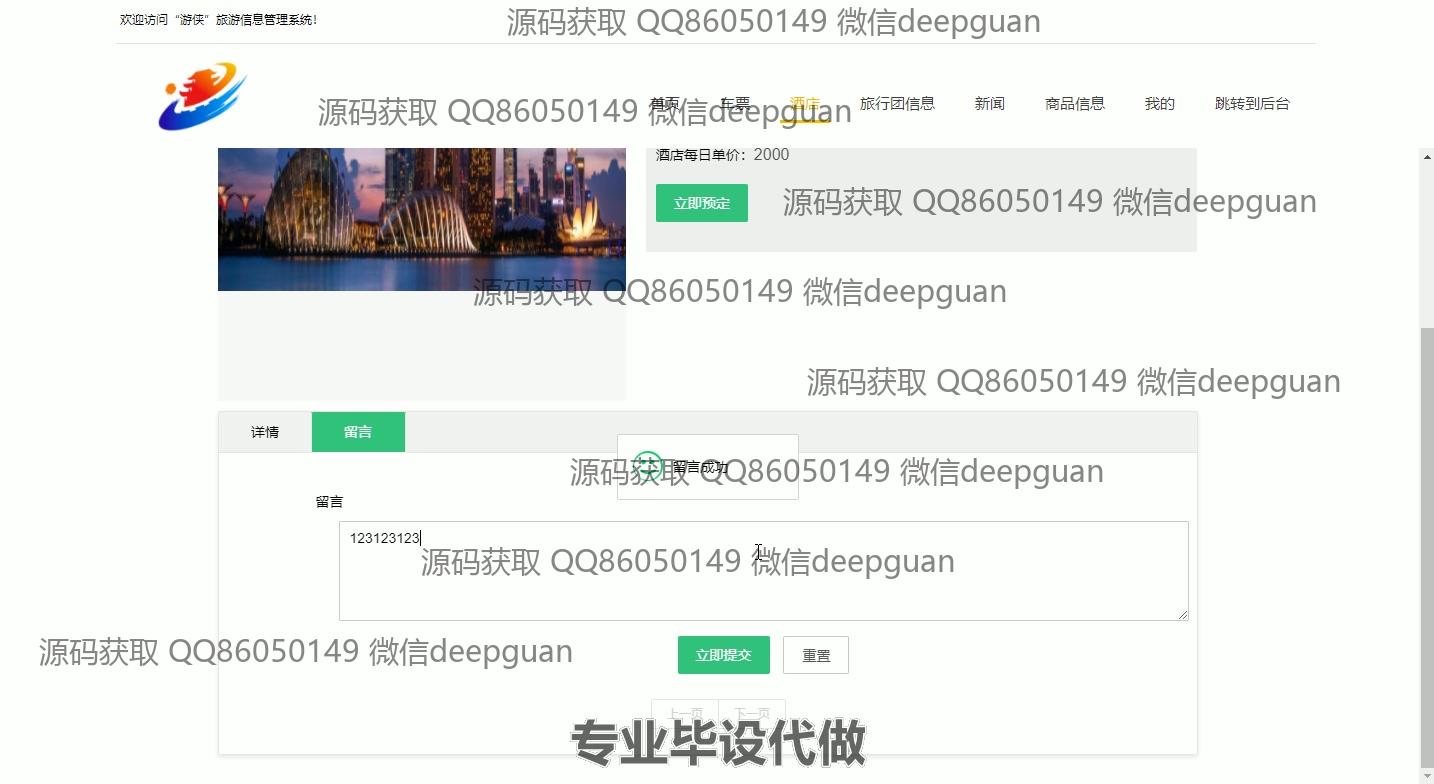 欢迎访问“游侠”旅游信息管理系统!
源码获取 QQ86050149 微信deepguan
首页 车票 酒店 旅行团信息 新闻 商品信息 我的 跳转到后台
源码获取 QQ86050149 微信deepguan
酒店每日单价：2000
立即预定
源码获取 QQ86050149 微信deepguan
源码获取 QQ86050149 微信deepguan
源码获取 QQ86050149 微信deepguan
详情 留言
留言成功
源码获取 QQ86050149 微信deepguan
留言
123123123
源码获取 QQ86050149 微信deepguan
源码获取 QQ86050149 微信deepguan
立即提交 重置
上一页 下一页
专业毕设代做